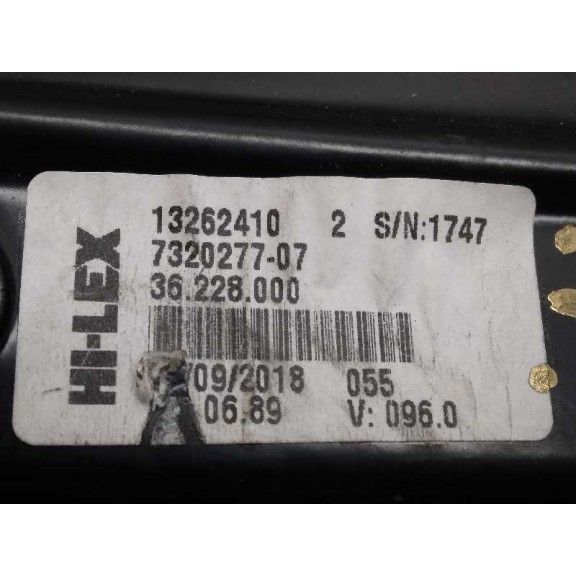 HI-LEX
13262410 2 S/N:1747
7320277-07
36.228.000
/09/2018 055
06.89 V: 096.0